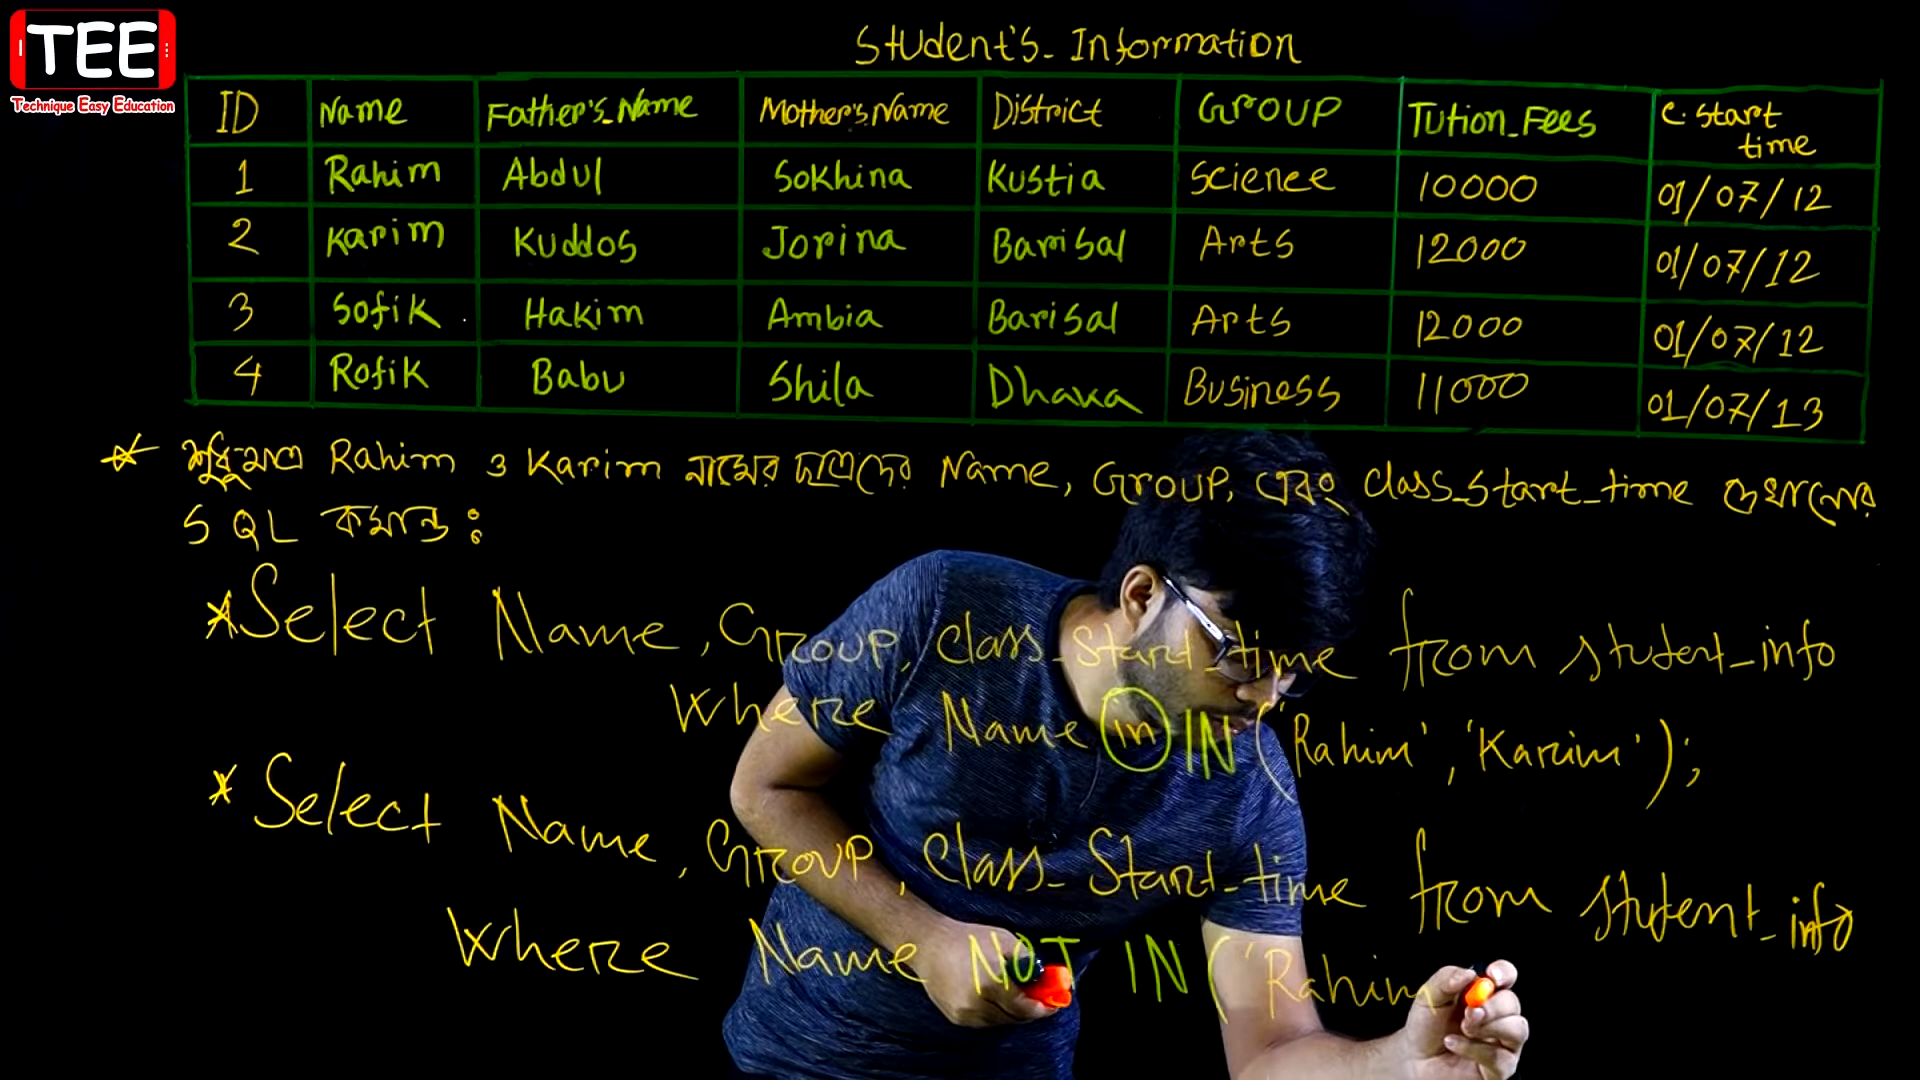 TEE
Technique Easy Education
Student's_Information
ID Name Father's_Name Mother's_Name District GROUP Tution_Fees C.Start time
1 Rahim Abdul Sokhina Kustia Science 10000 01/07/12
2 Karim Kuddos Jorina Barisal Arts 12000 01/07/12
3 Sofik Hakim Ambia Barisal Arts 12000 01/07/12
4 Rofik Babu Shila Dhaka Business 11000 01/07/13
* শুধুমাত্র Rahim ও Karim নামের ছাত্রদের Name, Group, এবং Class_Start_time দেখানোর
SQL কমান্ড :
*Select Name, Group, Class_Start_time from student_info
Where Name in IN ('Rahim', 'Karim');
*Select Name, Group, Class_Start_time from student_info
Where Name NOT IN ('Rahim